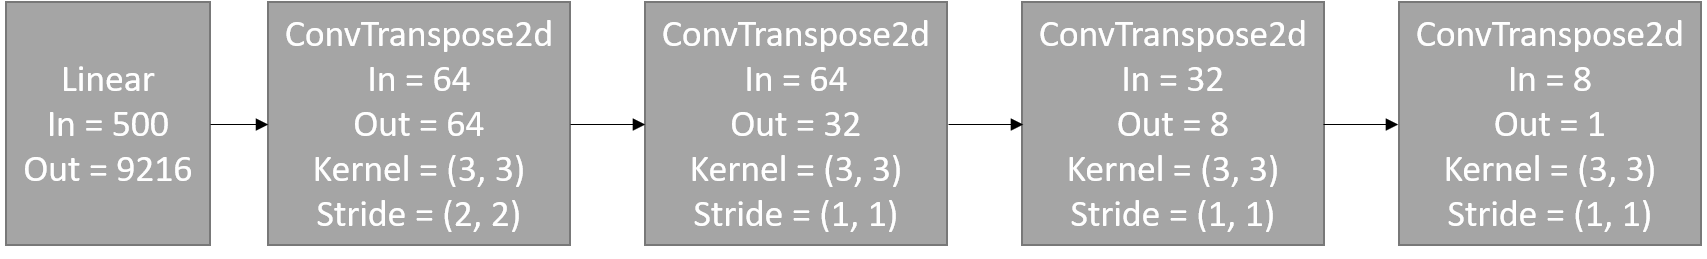 Linear
In = 500
Out = 9216
ConvTranspose2d
In = 64
Out = 64
Kernel = (3, 3)
Stride = (2, 2)
ConvTranspose2d
In = 64
Out = 32
Kernel = (3, 3)
Stride = (1, 1)
ConvTranspose2d
In = 32
Out = 8
Kernel = (3, 3)
Stride = (1, 1)
ConvTranspose2d
In = 8
Out = 1
Kernel = (3, 3)
Stride = (1, 1)